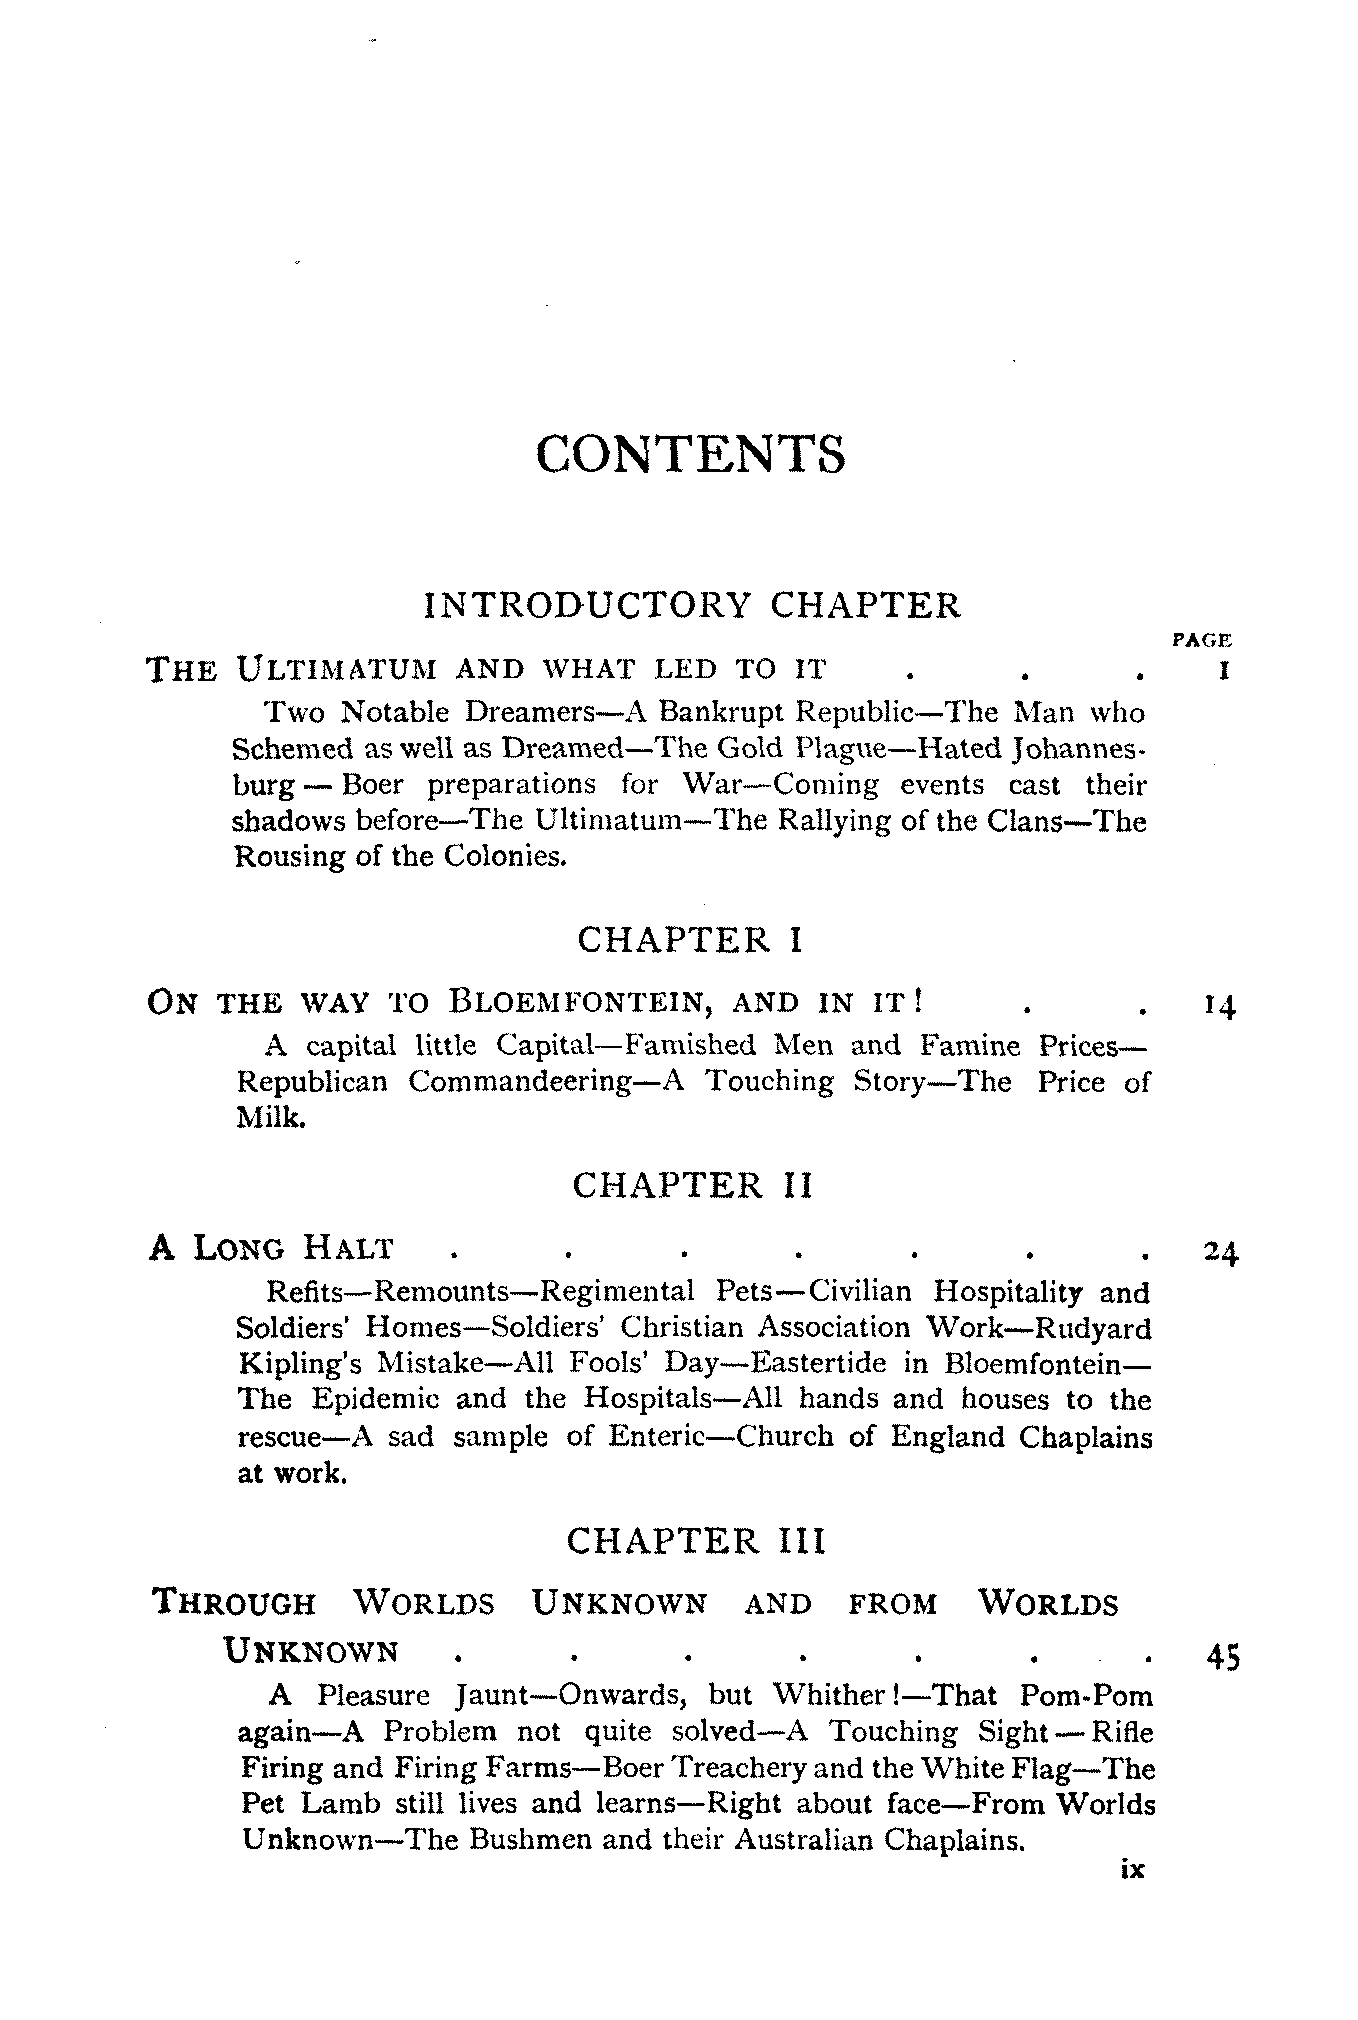 CONTENTS
INTRODUCTORY CHAPTER
PAGE
THE ULTIMATUM AND WHAT LED TO IT . . . 1
Two Notable Dreamers—A Bankrupt Republic—The Man who
Schemed as well as Dreamed—The Gold Plague—Hated Johannes-
burg — Boer preparations for War—Coming events cast their
shadows before—The Ultimatum—The Rallying of the Clans—The
Rousing of the Colonies.
CHAPTER I
ON THE WAY TO BLOEMFONTEIN, AND IN IT! . . 14
A capital little Capital—Famished Men and Famine Prices—
Republican Commandeering—A Touching Story—The Price of
Milk.
CHAPTER II
A LONG HALT . . . . . . . 24
Refits—Remounts—Regimental Pets—Civilian Hospitality and
Soldiers' Homes—Soldiers' Christian Association Work—Rudyard
Kipling's Mistake—All Fools' Day—Eastertide in Bloemfontein—
The Epidemic and the Hospitals—All hands and houses to the
rescue—A sad sample of Enteric—Church of England Chaplains
at work.
CHAPTER III
THROUGH WORLDS UNKNOWN AND FROM WORLDS
UNKNOWN . . . . . . . 45
A Pleasure Jaunt—Onwards, but Whither!—That Pom-Pom
again—A Problem not quite solved—A Touching Sight — Rifle
Firing and Firing Farms—Boer Treachery and the White Flag—The
Pet Lamb still lives and learns—Right about face—From Worlds
Unknown—The Bushmen and their Australian Chaplains.
ix